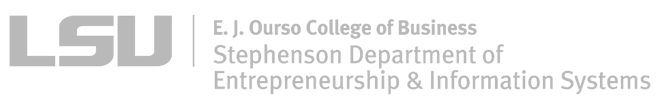 LSU
E. J. Ourso College of Business
Stephenson Department of
Entrepreneurship & Information Systems